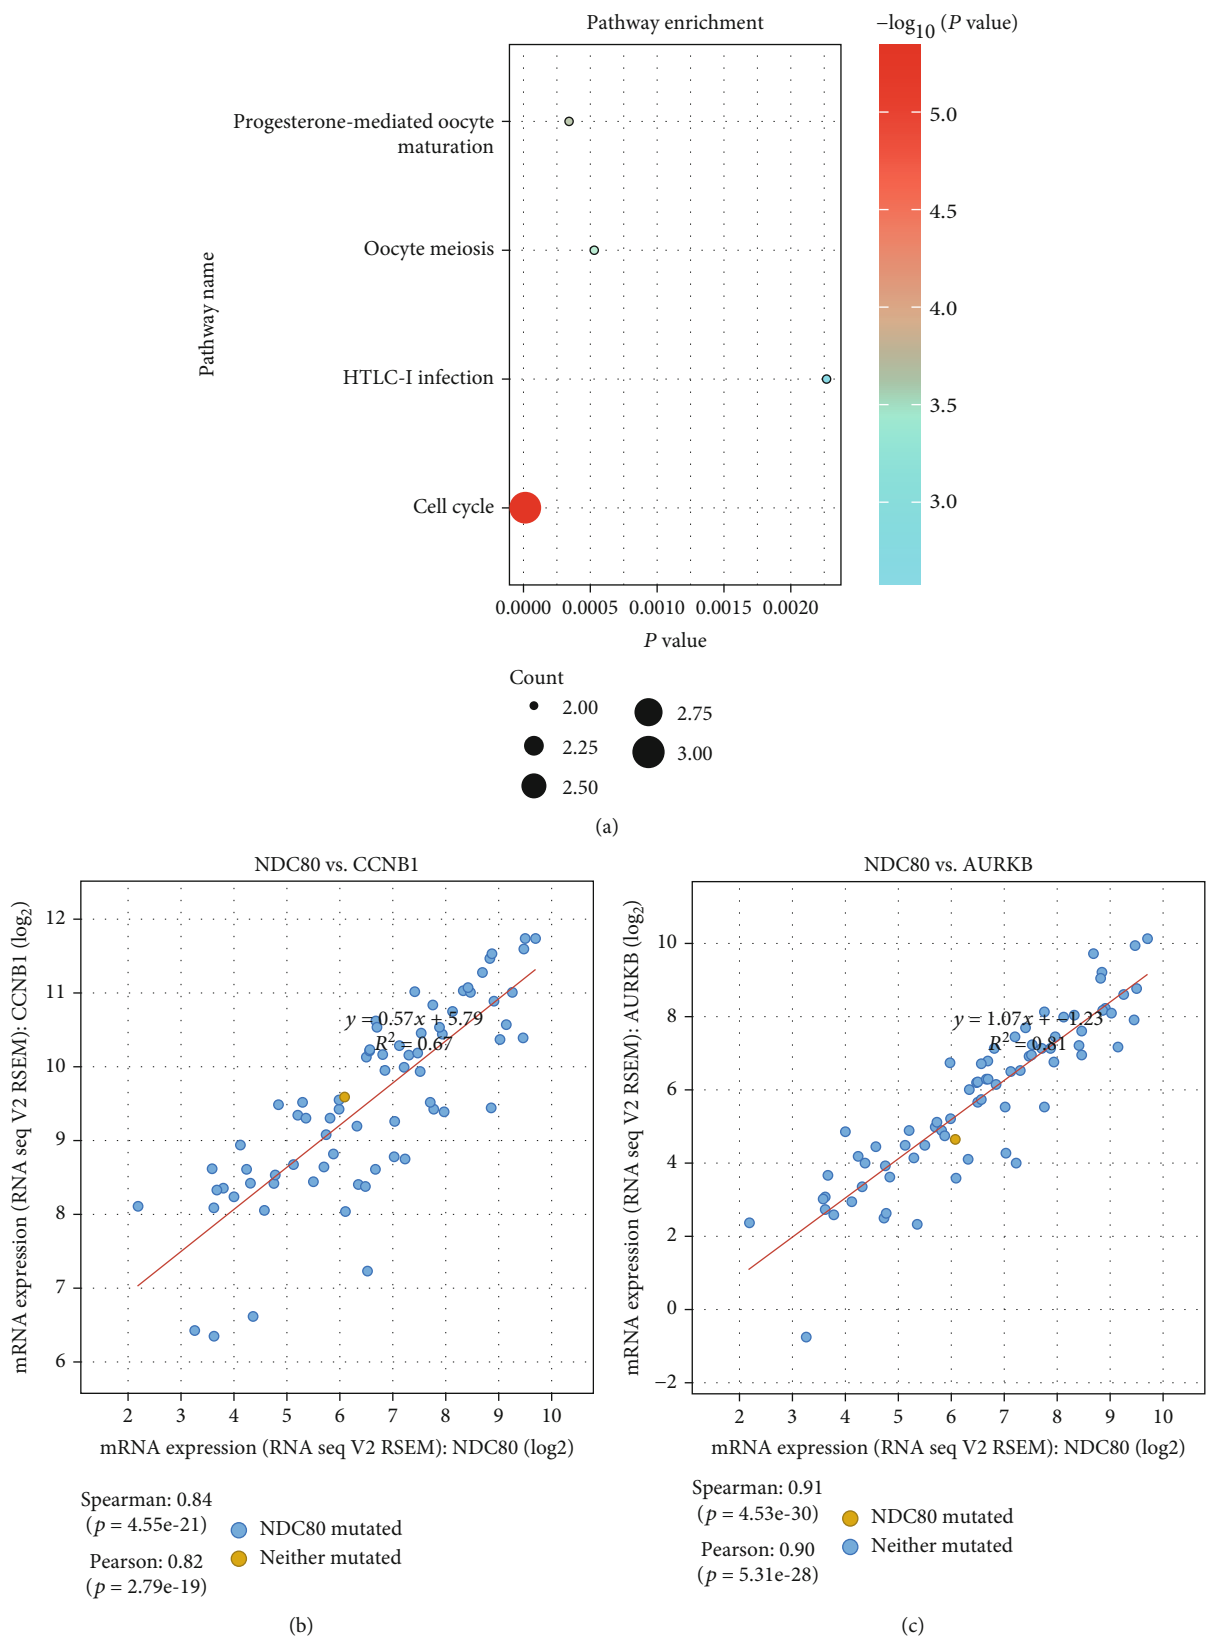 Pathway enrichment
−log10 (P value)
Progesterone-mediated oocyte
maturation
Oocyte meiosis
HTLC-I infection
Cell cycle
Pathway name
5.0
4.5
4.0
3.5
3.0
0.0000 0.0005 0.0010 0.0015 0.0020
P value
Count
2.00
2.25
2.50
2.75
3.00
(a)
NDC80 vs. CCNB1
mRNA expression (RNA seq V2 RSEM): CCNB1 (log2)
12
11
10
9
8
7
6
y = 0.57x + 5.79
R2 = 0.67
2 3 4 5 6 7 8 9 10
mRNA expression (RNA seq V2 RSEM): NDC80 (log2)
Spearman: 0.84
(p = 4.55e-21)
Pearson: 0.82
(p = 2.79e-19)
NDC80 mutated
Neither mutated
(b)
NDC80 vs. AURKB
mRNA expression (RNA seq V2 RSEM): AURKB (log2)
10
8
6
4
2
0
−2
y = 1.07x + −1.23
R2 = 0.81
2 3 4 5 6 7 8 9 10
mRNA expression (RNA seq V2 RSEM): NDC80 (log2)
Spearman: 0.91
(p = 4.53e-30)
Pearson: 0.90
(p = 5.31e-28)
NDC80 mutated
Neither mutated
(c)